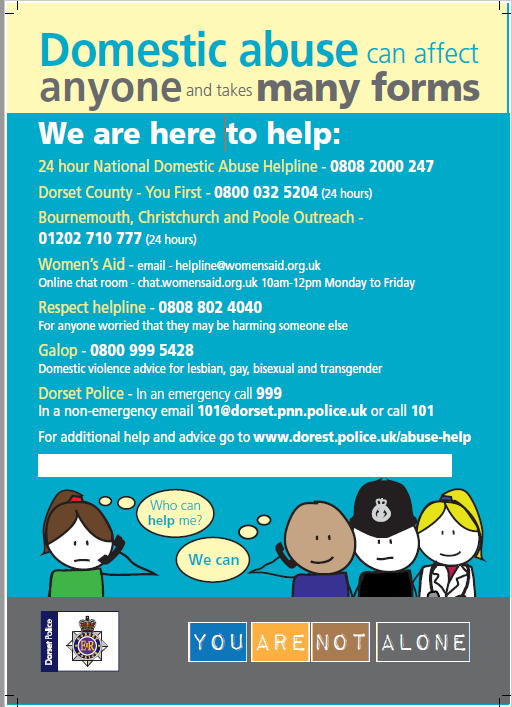 Domestic abuse can affect
anyone and takes many forms
We are here to help:
24 hour National Domestic Abuse Helpline - 0808 2000 247
Dorset County - You First - 0800 032 5204 (24 hours)
Bournemouth, Christchurch and Poole Outreach -
01202 710 777 (24 hours)
Women's Aid - email - helpline@womensaid.org.uk
Online chat room - chat.womensaid.org.uk 10am-12pm Monday to Friday
Respect helpline - 0808 802 4040
For anyone worried that they may be harming someone else
Galop - 0800 999 5428
Domestic violence advice for lesbian, gay, bisexual and transgender
Dorset Police - In an emergency call 999
In a non-emergency email 101@dorset.pnn.police.uk or call 101
For additional help and advice go to www.dorest.police.uk/abuse-help
Who can
help me?
We can
Dorset Police
YOU ARE NOT ALONE